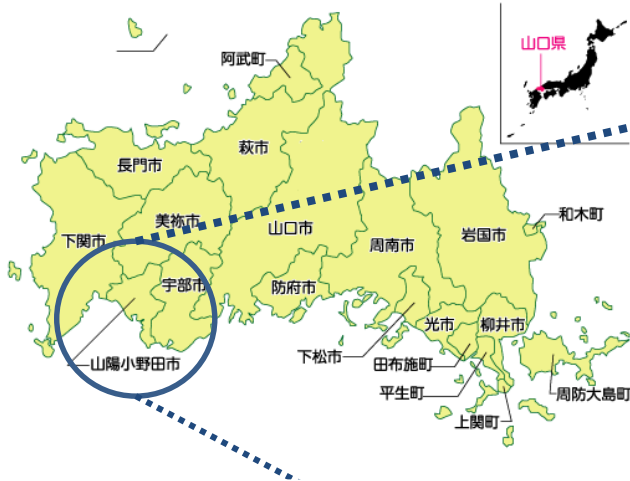 山口県
阿武町
萩市
長門市
美祢市
和木町
山口市
岩国市
下関市
周南市
宇部市
防府市
光市
柳井市
下松市
山陽小野田市
田布施町
平生町
周防大島町
上関町